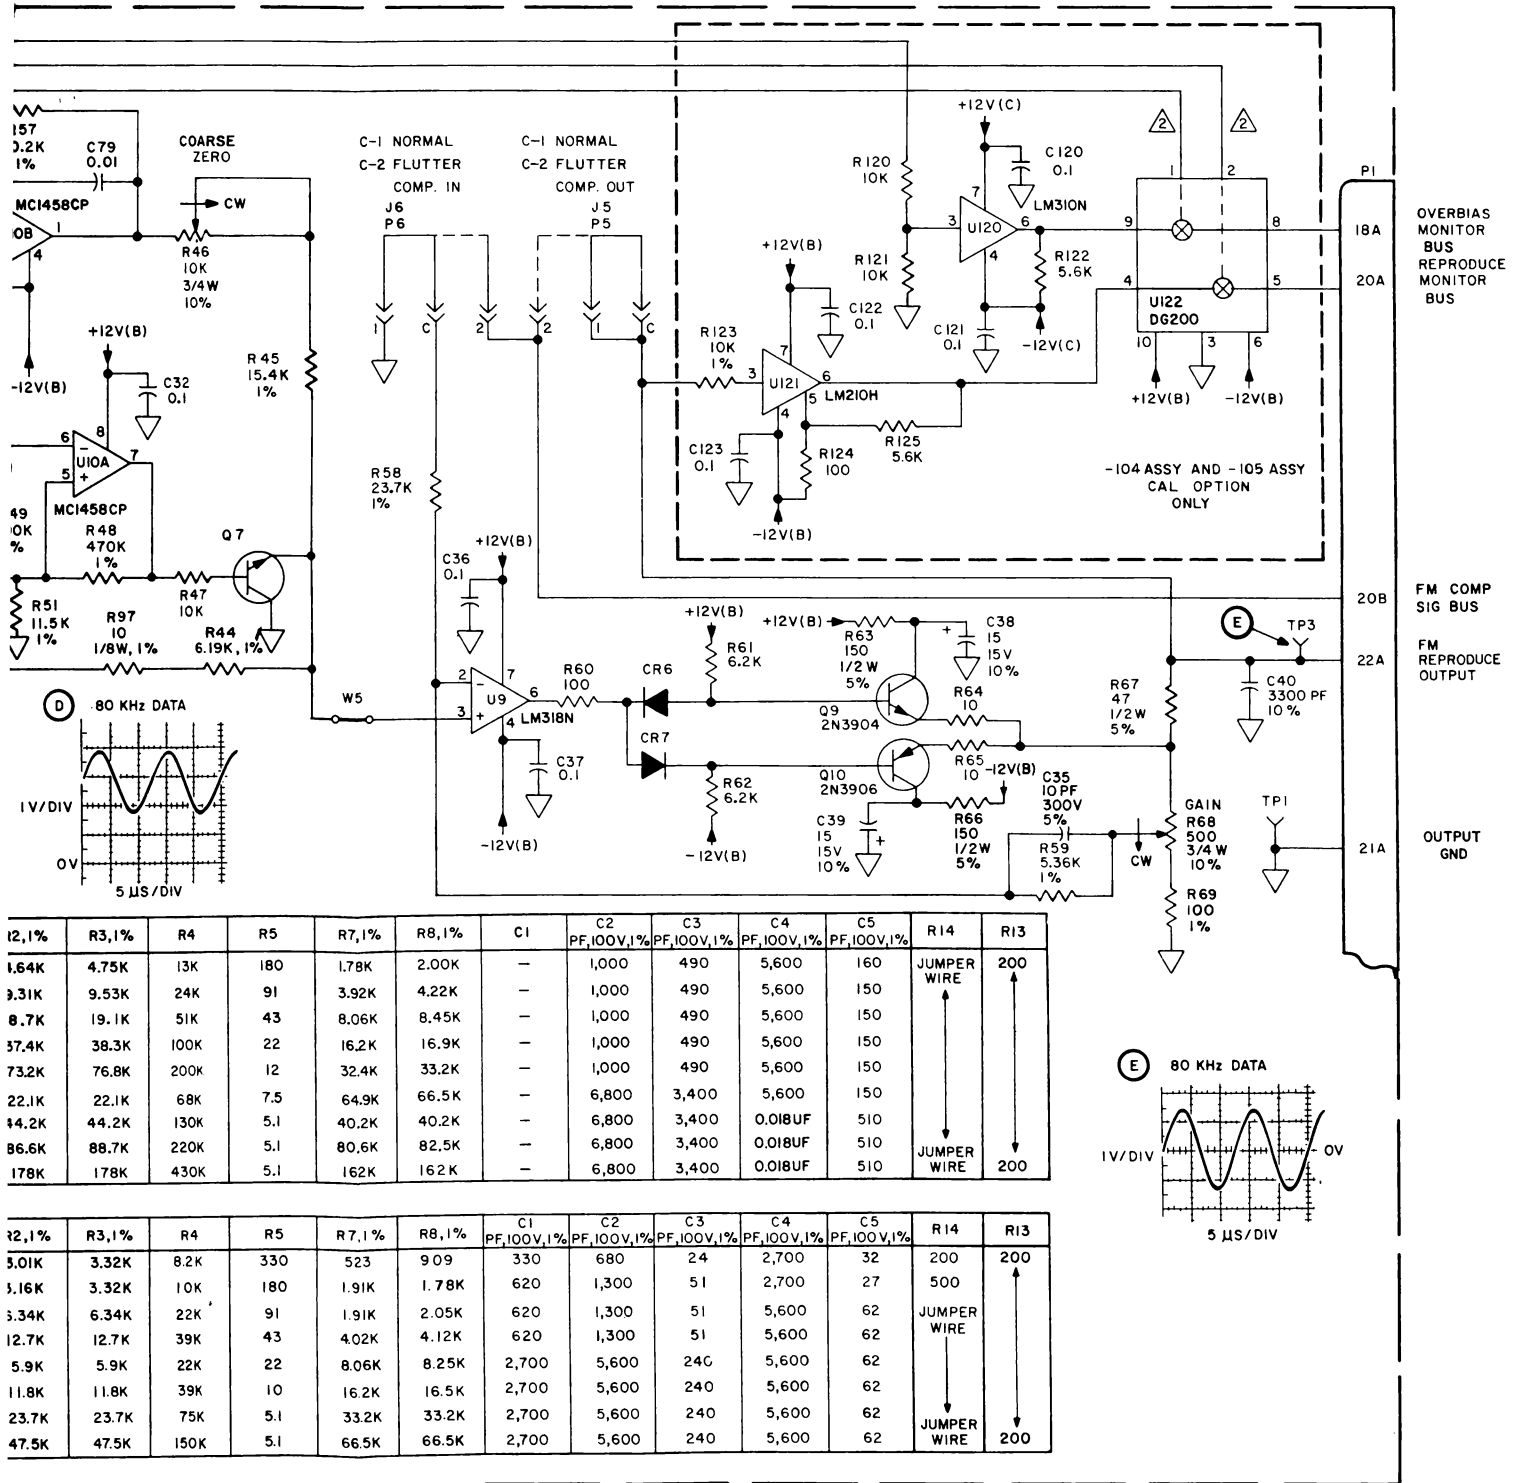 157
0.2K
1%
C79
0.01
COARSE
ZERO
CW
MC1458CP
10B
1
4
R46
10K
3/4W
10%
-12V(B)
+12V(B)
C32
0.1
R45
15.4K
1%
6
8
U10A
7
5
MC1458CP
49
0K
%
R48
470K
1%
Q7
R47
10K
R51
11.5K
1%
R97
10
1/8W, 1%
R44
6.19K, 1%
C-1 NORMAL
C-2 FLUTTER
COMP. IN
J6
P6
1
C
2
C-1 NORMAL
C-2 FLUTTER
COMP. OUT
J5
P5
2
1
C
R58
23.7K
1%
W5
C36
0.1
+12V(B)
2
7
U9
6
3
4
LM318N
C37
0.1
-12V(B)
R60
100
CR6
CR7
+12V(B)
R61
6.2K
R62
6.2K
-12V(B)
+12V(B)
R63
150
1/2 W
5%
+
C38
15
15V
10%
Q9
2N3904
R64
10
R65
10
Q10
2N3906
-12V(B)
R66
150
1/2W
5%
C39
15
15V
10%
+
C35
10PF
300V
5%
R59
5.36K
1%
CW
R67
47
1/2W
5%
GAIN
R68
500
3/4 W
10%
R69
100
1%
C40
3300 PF
10%
E
TP3
TP1
R120
10K
R121
10K
+12V(C)
C120
0.1
7
3
U120
6
4
LM310N
R122
5.6K
C121
0.1
-12V(C)
+12V(B)
C122
0.1
R123
10K
1%
3
7
U121
6
5
4
LM210H
C123
0.1
R124
100
R125
5.6K
-12V(B)
2
2
1
2
9
8
4
5
U122
DG200
10
3
6
+12V(B)
-12V(B)
-104 ASSY AND -105 ASSY
CAL OPTION
ONLY
P1
18A
20A
20B
22A
21A
OVERBIAS
MONITOR
BUS
REPRODUCE
MONITOR
BUS
FM COMP
SIG BUS
FM
REPRODUCE
OUTPUT
OUTPUT
GND
D
80 KHz DATA
1V/DIV
0V
5 µS/DIV
R2,1% R3,1% R4 R5 R7,1% R8,1% C1 C2 PF,100V,1% C3 PF,100V,1% C4 PF,100V,1% C5 PF,100V,1% R14 R13
4.64K 4.75K 13K 180 1.78K 2.00K — 1,000 490 5,600 160 JUMPER WIRE 200
9.31K 9.53K 24K 91 3.92K 4.22K — 1,000 490 5,600 150
8.7K 19.1K 51K 43 8.06K 8.45K — 1,000 490 5,600 150
37.4K 38.3K 100K 22 16.2K 16.9K — 1,000 490 5,600 150
73.2K 76.8K 200K 12 32.4K 33.2K — 1,000 490 5,600 150
22.1K 22.1K 68K 7.5 64.9K 66.5K — 6,800 3,400 5,600 150
44.2K 44.2K 130K 5.1 40.2K 40.2K — 6,800 3,400 0.018UF 510
86.6K 88.7K 220K 5.1 80.6K 82.5K — 6,800 3,400 0.018UF 510
178K 178K 430K 5.1 162K 162K — 6,800 3,400 0.018UF 510 JUMPER WIRE 200
E
80 KHz DATA
1V/DIV
0V
5 µS/DIV
R2,1% R3,1% R4 R5 R7,1% R8,1% C1 PF,100V,1% C2 PF,100V,1% C3 PF,100V,1% C4 PF,100V,1% C5 PF,100V,1% R14 R13
3.01K 3.32K 8.2K 330 523 909 330 680 24 2,700 32 200 200
.16K 3.32K 10K 180 1.91K 1.78K 620 1,300 51 2,700 27 500
6.34K 6.34K 22K 91 1.91K 2.05K 620 1,300 51 5,600 62 JUMPER WIRE
12.7K 12.7K 39K 43 4.02K 4.12K 620 1,300 51 5,600 62
5.9K 5.9K 22K 22 8.06K 8.25K 2,700 5,600 240 5,600 62
11.8K 11.8K 39K 10 16.2K 16.5K 2,700 5,600 240 5,600 62
23.7K 23.7K 75K 5.1 33.2K 33.2K 2,700 5,600 240 5,600 62
47.5K 47.5K 150K 5.1 66.5K 66.5K 2,700 5,600 240 5,600 62 JUMPER WIRE 200